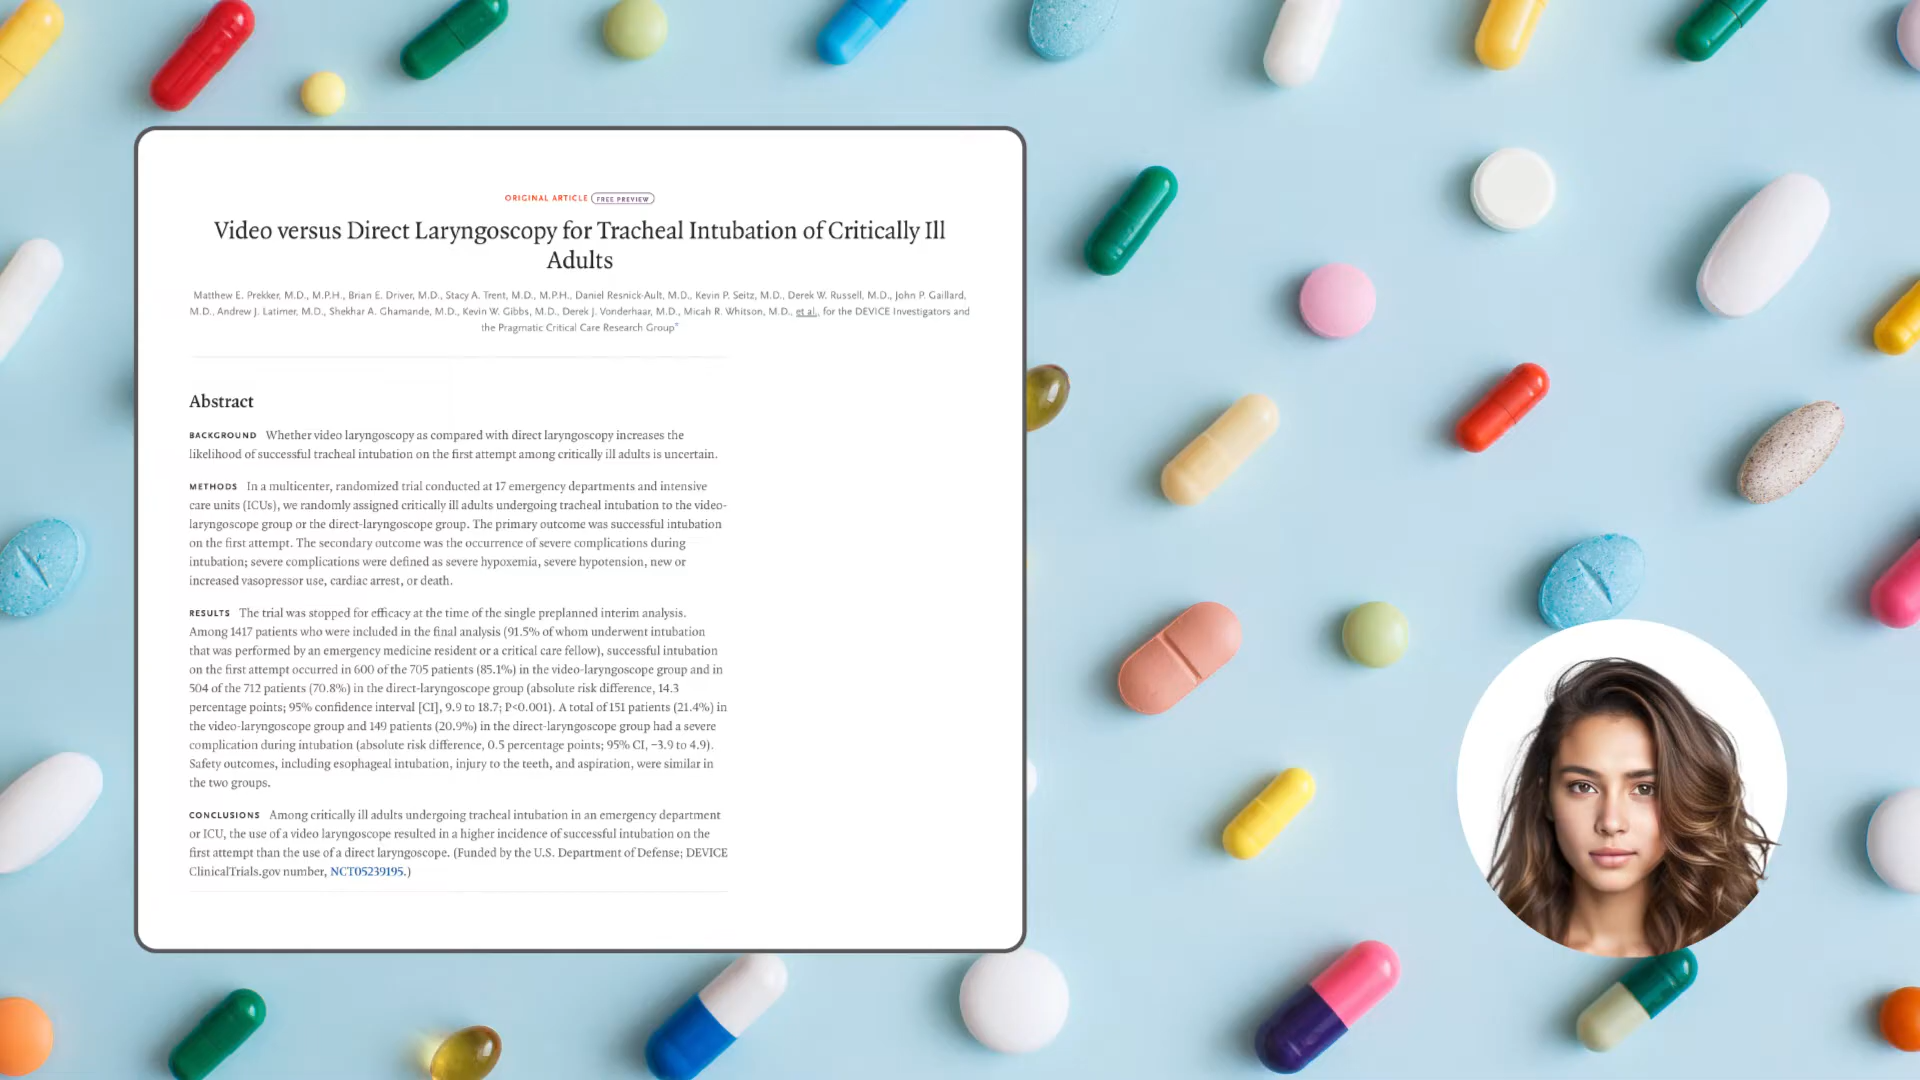 ORIGINAL ARTICLE FREE PREVIEW
Video versus Direct Laryngoscopy for Tracheal Intubation of Critically Ill
Adults
Matthew E. Prekker, M.D., M.P.H., Brian E. Driver, M.D., Stacy A. Trent, M.D., M.P.H., Daniel Resnick-Ault, M.D., Kevin P. Seitz, M.D., Derek W. Russell, M.D., John P. Gaillard,
M.D., Andrew J. Latimer, M.D., Shekhar A. Ghamande, M.D., Kevin W. Gibbs, M.D., Derek J. Vonderhaar, M.D., Micah R. Whitson, M.D., et al., for the DEVICE Investigators and
the Pragmatic Critical Care Research Group*
Abstract
BACKGROUND Whether video laryngoscopy as compared with direct laryngoscopy increases the
likelihood of successful tracheal intubation on the first attempt among critically ill adults is uncertain.
METHODS In a multicenter, randomized trial conducted at 17 emergency departments and intensive
care units (ICUs), we randomly assigned critically ill adults undergoing tracheal intubation to the video-
laryngoscope group or the direct-laryngoscope group. The primary outcome was successful intubation
on the first attempt. The secondary outcome was the occurrence of severe complications during
intubation; severe complications were defined as severe hypoxemia, severe hypotension, new or
increased vasopressor use, cardiac arrest, or death.
RESULTS The trial was stopped for efficacy at the time of the single preplanned interim analysis.
Among 1417 patients who were included in the final analysis (91.5% of whom underwent intubation
that was performed by an emergency medicine resident or a critical care fellow), successful intubation
on the first attempt occurred in 600 of the 705 patients (85.1%) in the video-laryngoscope group and in
504 of the 712 patients (70.8%) in the direct-laryngoscope group (absolute risk difference, 14.3
percentage points; 95% confidence interval [CI], 9.9 to 18.7; P<0.001). A total of 151 patients (21.4%) in
the video-laryngoscope group and 149 patients (20.9%) in the direct-laryngoscope group had a severe
complication during intubation (absolute risk difference, 0.5 percentage points; 95% CI, −3.9 to 4.9).
Safety outcomes, including esophageal intubation, injury to the teeth, and aspiration, were similar in
the two groups.
CONCLUSIONS Among critically ill adults undergoing tracheal intubation in an emergency department
or ICU, the use of a video laryngoscope resulted in a higher incidence of successful intubation on the
first attempt than the use of a direct laryngoscope. (Funded by the U.S. Department of Defense; DEVICE
ClinicalTrials.gov number, NCT05239195.)